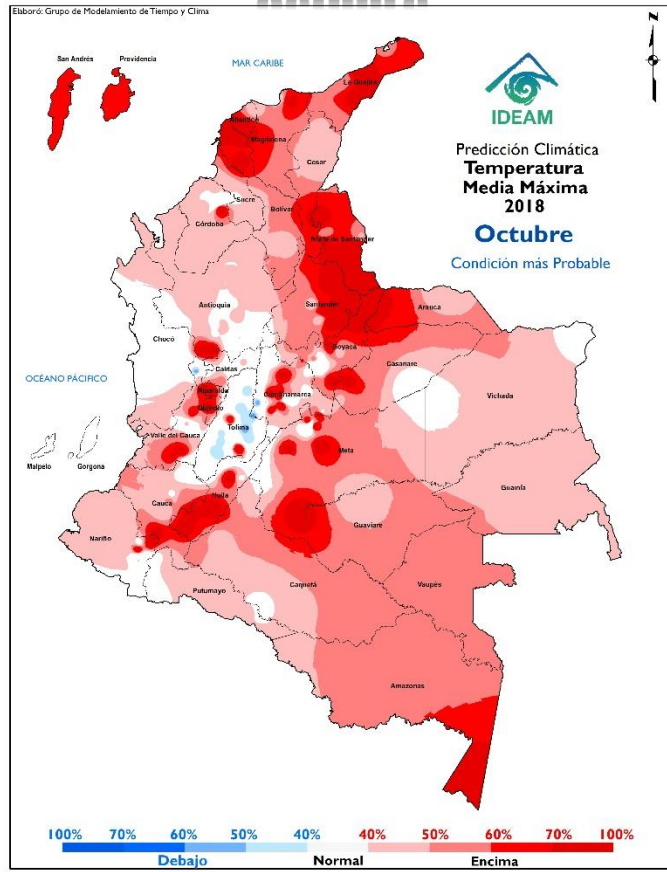 Elaboró: Grupo de Modelamiento de Tiempo y Clima
N
San Andrés
Providencia
MAR CARIBE
IDEAM
Predicción Climática
Temperatura
Media Máxima
2018
Octubre
Condición más Probable
La Guajira
Atlántico
Magdalena
Cesar
Sucre
Bolívar
Córdoba
Norte de Santander
Antioquia
Santander
Arauca
Chocó
Boyacá
Caldas
Casanare
OCÉANO PÁCIFICO
Risaralda
Cundinamarca
Vichada
Quindío
Tolima
Valle del Cauca
Meta
Malpelo
Gorgona
Guainía
Cauca
Huila
Guaviare
Nariño
Caquetá
Vaupés
Putumayo
Amazonas
100% 70% 60% 50% 40% 40% 50% 60% 70% 100%
Debajo Normal Encima